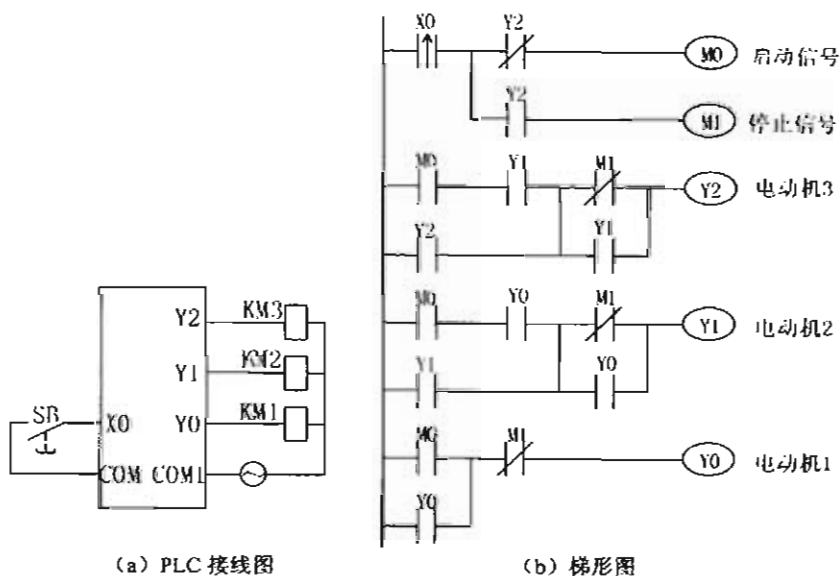 X0 Y2
M0 启动信号
Y2
M1 停止信号
M0 Y1 M1
Y2 电动机3
Y2 Y1
M0 Y0 M1
Y1 电动机2
Y1 Y0
M0 M1
Y0 电动机1
Y0
Y2 KM3
Y1 KM2
SB X0 Y0 KM1
COM COM1
(a) PLC 接线图
(b) 梯形图